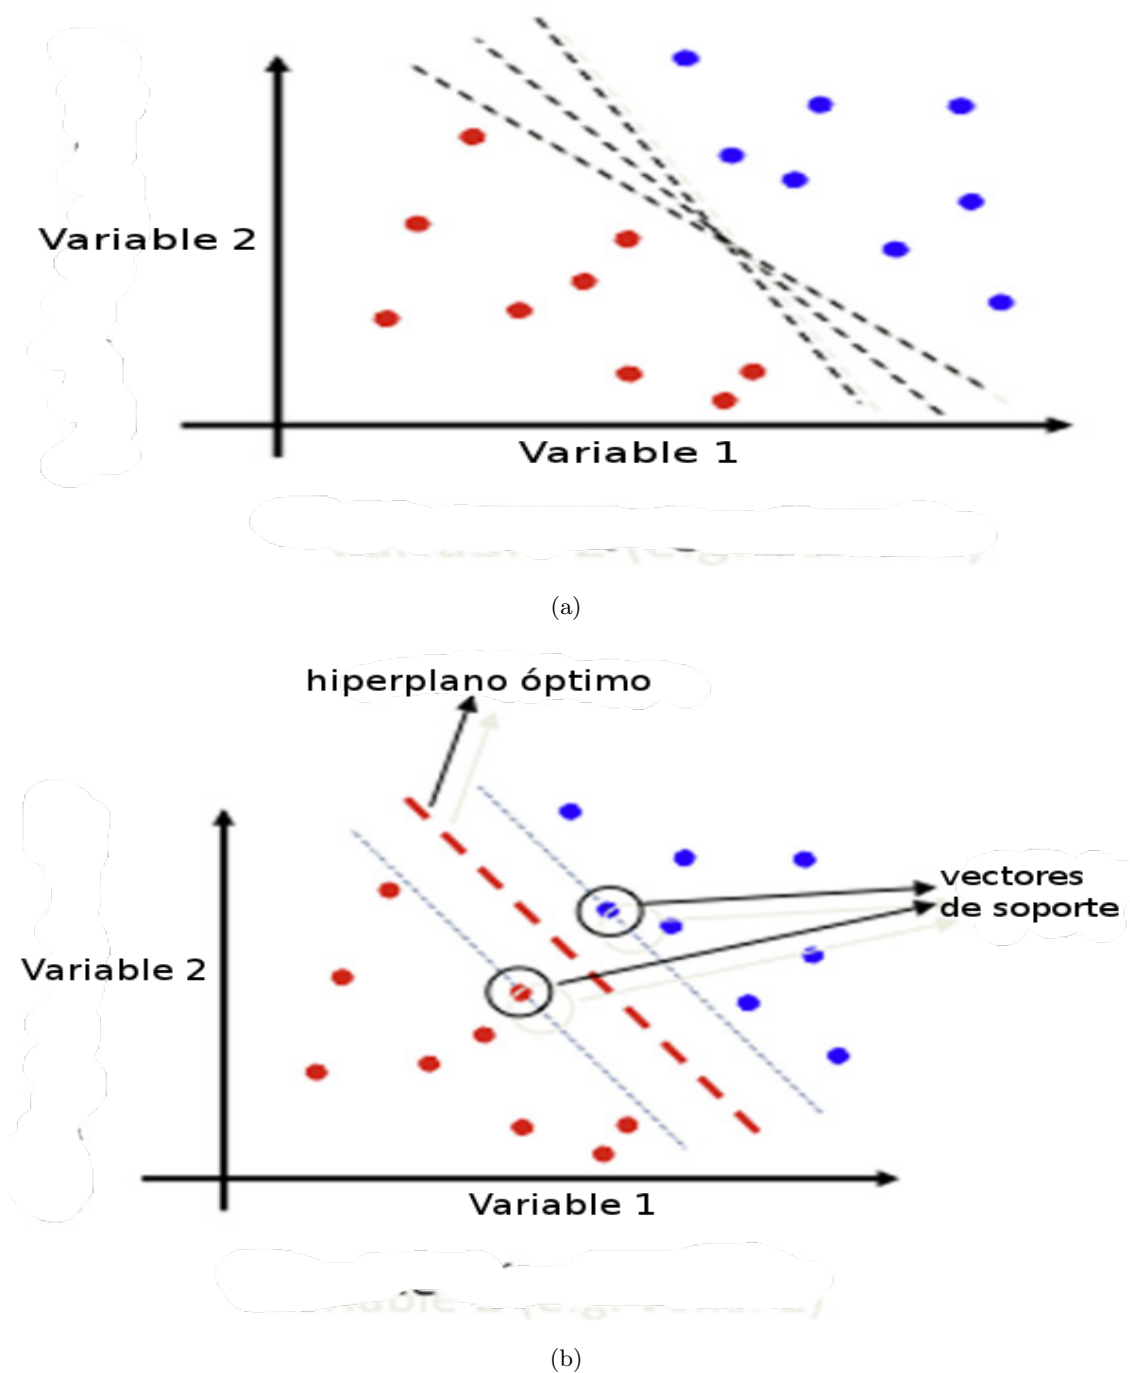 Variable 2
Variable 1
(a)
hiperplano óptimo
vectores
de soporte
Variable 2
Variable 1
(b)